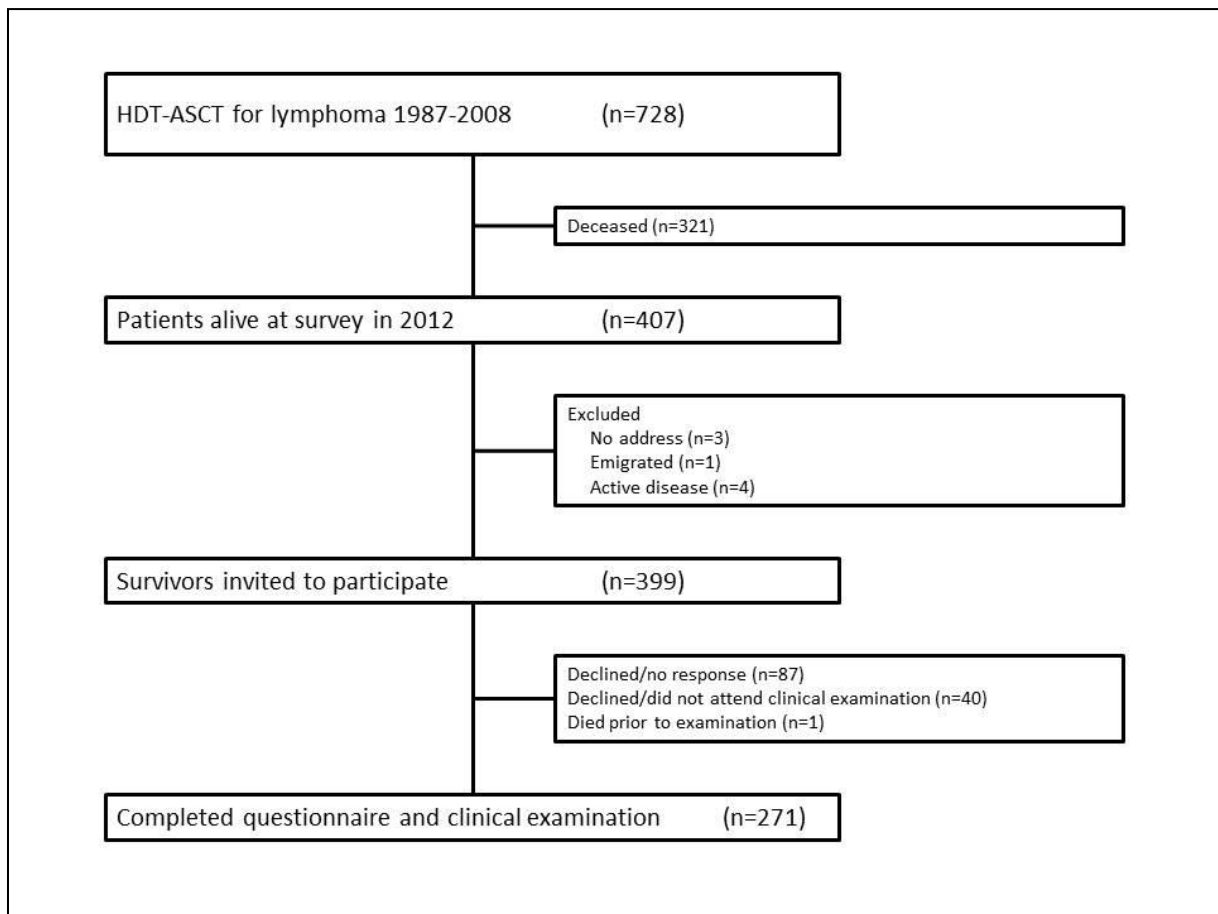 HDT-ASCT for lymphoma 1987-2008 (n=728)
Deceased (n=321)
Patients alive at survey in 2012 (n=407)
Excluded
No address (n=3)
Emigrated (n=1)
Active disease (n=4)
Survivors invited to participate (n=399)
Declined/no response (n=87)
Declined/did not attend clinical examination (n=40)
Died prior to examination (n=1)
Completed questionnaire and clinical examination (n=271)